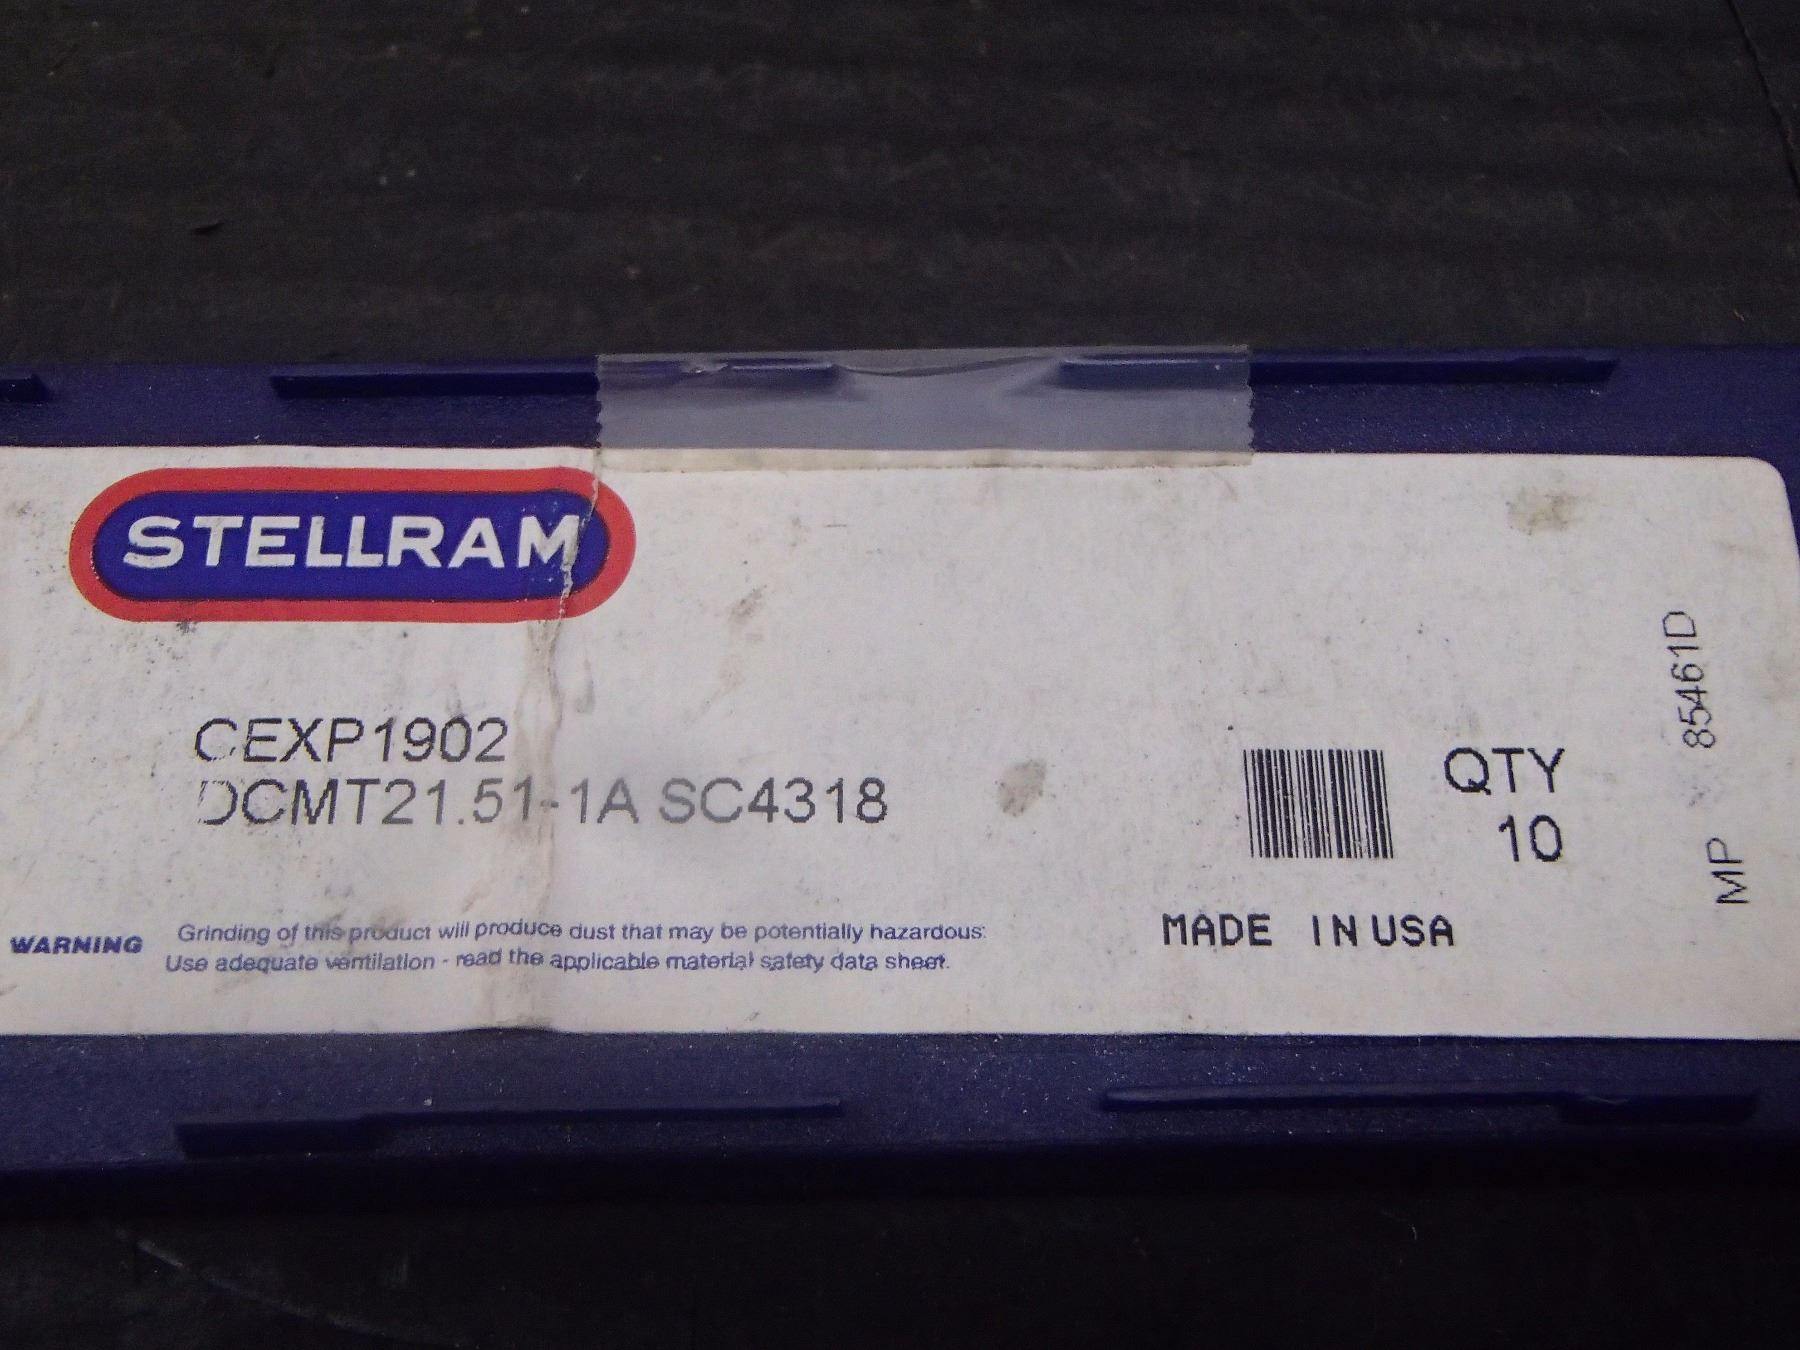 STELLRAM
CEXP1902
DCMT21.51-1A SC4318
QTY
10
MADE IN USA
MP 85461D
WARNING Grinding of this product will produce dust that may be potentially hazardous.
Use adequate ventilation - read the applicable material safety data sheet.